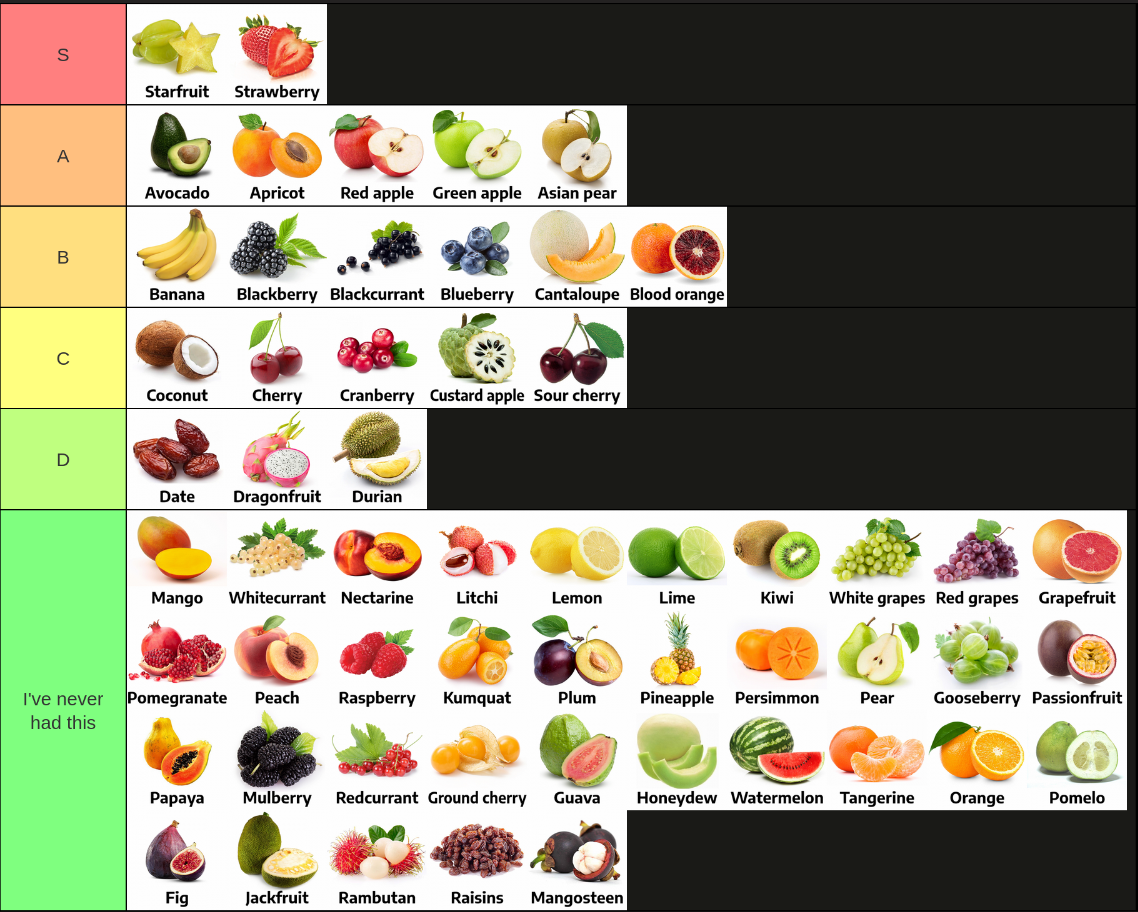 S
Starfruit Strawberry
A
Avocado Apricot Red apple Green apple Asian pear
B
Banana Blackberry Blackcurrant Blueberry Cantaloupe Blood orange
C
Coconut Cherry Cranberry Custard apple Sour cherry
D
Date Dragonfruit Durian
I've never
had this
Mango Whitecurrant Nectarine Litchi Lemon Lime Kiwi White grapes Red grapes Grapefruit
Pomegranate Peach Raspberry Kumquat Plum Pineapple Persimmon Pear Gooseberry Passionfruit
Papaya Mulberry Redcurrant Ground cherry Guava Honeydew Watermelon Tangerine Orange Pomelo
Fig Jackfruit Rambutan Raisins Mangosteen